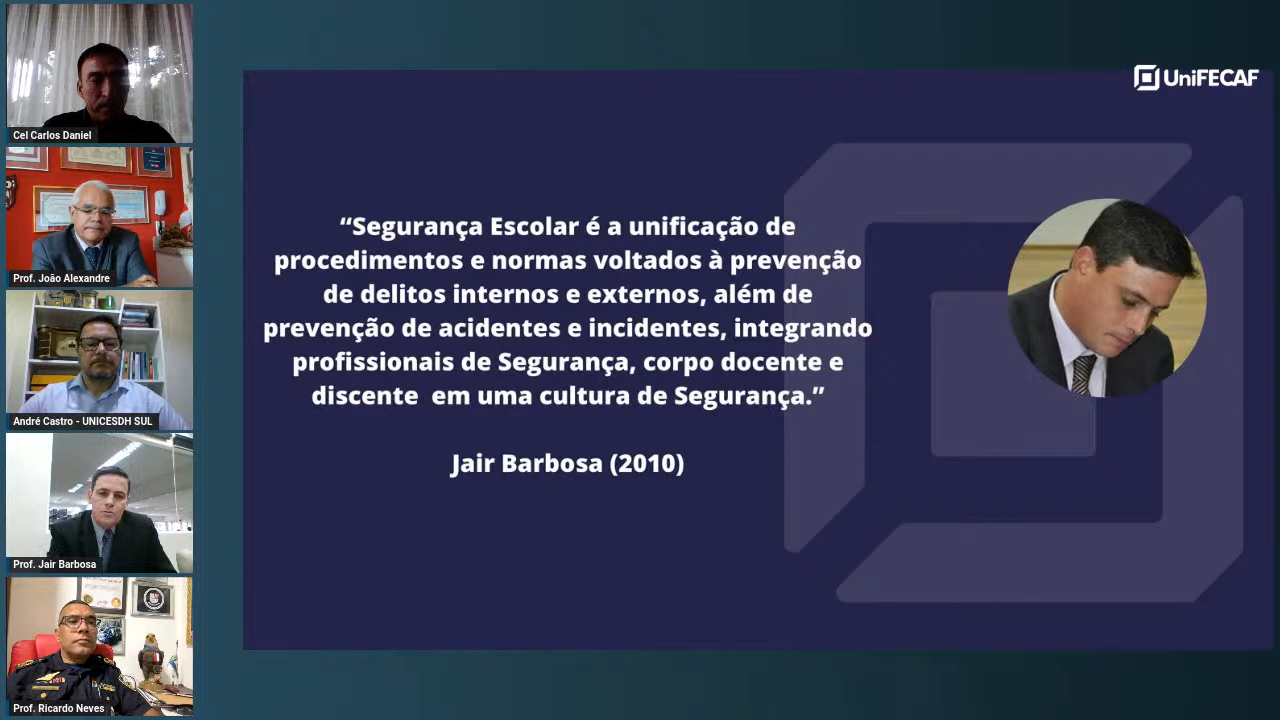 Cel Carlos Daniel
Prof. João Alexandre
André Castro - UNICESDH SUL
Prof. Jair Barbosa
Prof. Ricardo Neves
UniFECAF
“Segurança Escolar é a unificação de
procedimentos e normas voltados à prevenção
de delitos internos e externos, além de
prevenção de acidentes e incidentes, integrando
profissionais de Segurança, corpo docente e
discente em uma cultura de Segurança.”
Jair Barbosa (2010)